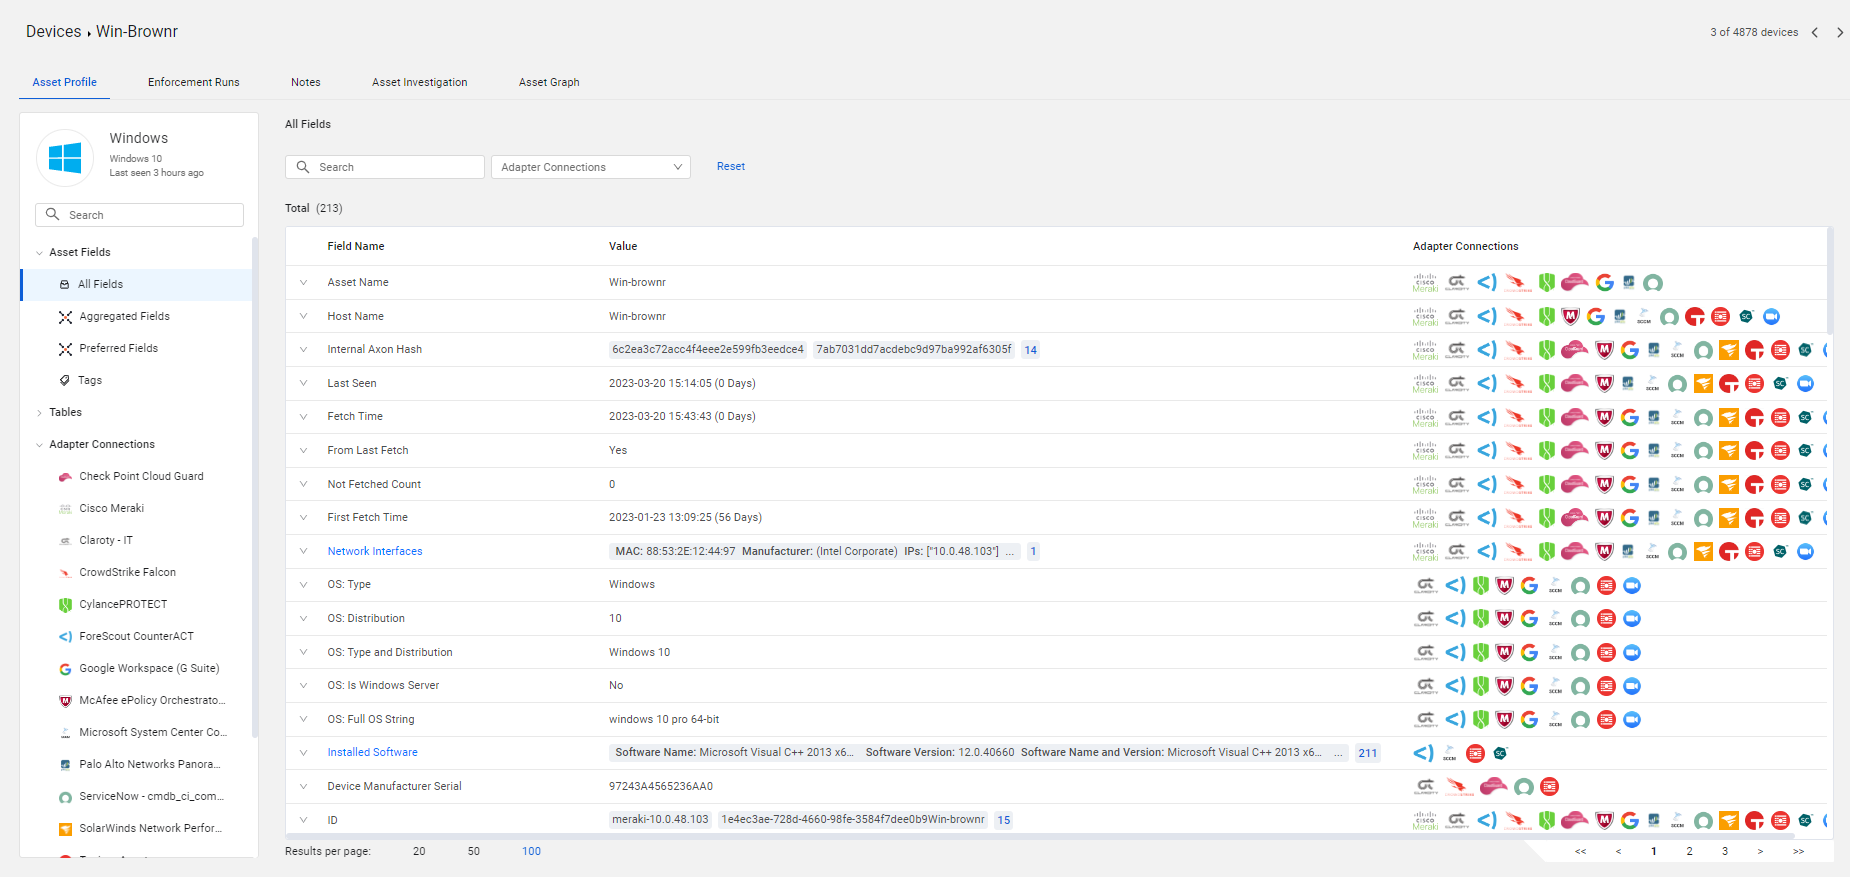 Devices ▸ Win-Brownr
3 of 4878 devices
Asset Profile Enforcement Runs Notes Asset Investigation Asset Graph
Windows
Windows 10
Last seen 3 hours ago
Search
Asset Fields
All Fields
Aggregated Fields
Preferred Fields
Tags
Tables
Adapter Connections
Check Point Cloud Guard
Cisco Meraki
Claroty - IT
CrowdStrike Falcon
CylancePROTECT
ForeScout CounterACT
Google Workspace (G Suite)
McAfee ePolicy Orchestrato...
Microsoft System Center Co...
Palo Alto Networks Panora...
ServiceNow - cmdb_ci_com...
SolarWinds Network Perfor...
All Fields
Search Adapter Connections Reset
Total (213)
Field Name Value Adapter Connections
Asset Name Win-brownr
Host Name Win-brownr
Internal Axon Hash 6c2ea3c72acc4f4eee2e599fb3eedce4 7ab7031dd7acdebc9d97ba992af6305f 14
Last Seen 2023-03-20 15:14:05 (0 Days)
Fetch Time 2023-03-20 15:43:43 (0 Days)
From Last Fetch Yes
Not Fetched Count 0
First Fetch Time 2023-01-23 13:09:25 (56 Days)
Network Interfaces MAC: 88:53:2E:12:44:97 Manufacturer: (Intel Corporate) IPs: ["10.0.48.103"] ... 1
OS: Type Windows
OS: Distribution 10
OS: Type and Distribution Windows 10
OS: Is Windows Server No
OS: Full OS String windows 10 pro 64-bit
Installed Software Software Name: Microsoft Visual C++ 2013 x6... Software Version: 12.0.40660 Software Name and Version: Microsoft Visual C++ 2013 x6... ... 211
Device Manufacturer Serial 97243A4565236AA0
ID meraki-10.0.48.103 1e4ec3ae-728d-4660-98fe-3584f7dee0b9Win-brownr 15
Results per page: 20 50 100
<< < 1 2 3 > >>